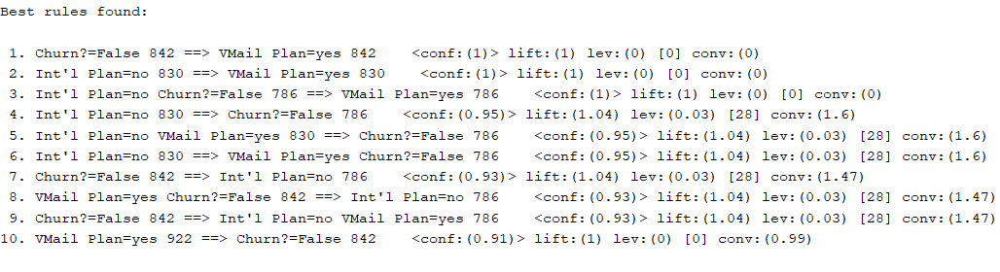 Best rules found:
1. Churn?=False 842 ==> VMail Plan=yes 842    <conf:(1)> lift:(1) lev:(0) [0] conv:(0)
2. Int'l Plan=no 830 ==> VMail Plan=yes 830    <conf:(1)> lift:(1) lev:(0) [0] conv:(0)
3. Int'l Plan=no Churn?=False 786 ==> VMail Plan=yes 786    <conf:(1)> lift:(1) lev:(0) [0] conv:(0)
4. Int'l Plan=no 830 ==> Churn?=False 786    <conf:(0.95)> lift:(1.04) lev:(0.03) [28] conv:(1.6)
5. Int'l Plan=no VMail Plan=yes 830 ==> Churn?=False 786    <conf:(0.95)> lift:(1.04) lev:(0.03) [28] conv:(1.6)
6. Int'l Plan=no 830 ==> VMail Plan=yes Churn?=False 786    <conf:(0.95)> lift:(1.04) lev:(0.03) [28] conv:(1.6)
7. Churn?=False 842 ==> Int'l Plan=no 786    <conf:(0.93)> lift:(1.04) lev:(0.03) [28] conv:(1.47)
8. VMail Plan=yes Churn?=False 842 ==> Int'l Plan=no 786    <conf:(0.93)> lift:(1.04) lev:(0.03) [28] conv:(1.47)
9. Churn?=False 842 ==> Int'l Plan=no VMail Plan=yes 786    <conf:(0.93)> lift:(1.04) lev:(0.03) [28] conv:(1.47)
10. VMail Plan=yes 922 ==> Churn?=False 842    <conf:(0.91)> lift:(1) lev:(0) [0] conv:(0.99)